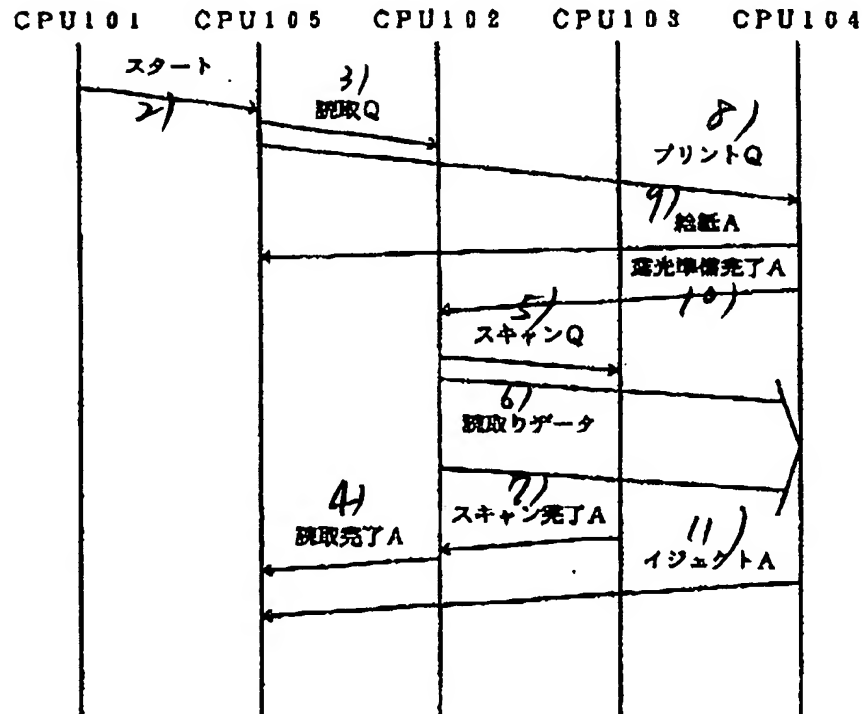 CPU101 CPU105 CPU102 CPU103 CPU104
スタート
2)
3)
読取Q
8)
プリントQ
9)
給紙A
露光準備完了A
10)
5)
スキャンQ
6)
読取りデータ
7)
スキャン完了A
4)
読取完了A
11)
イジェクトA